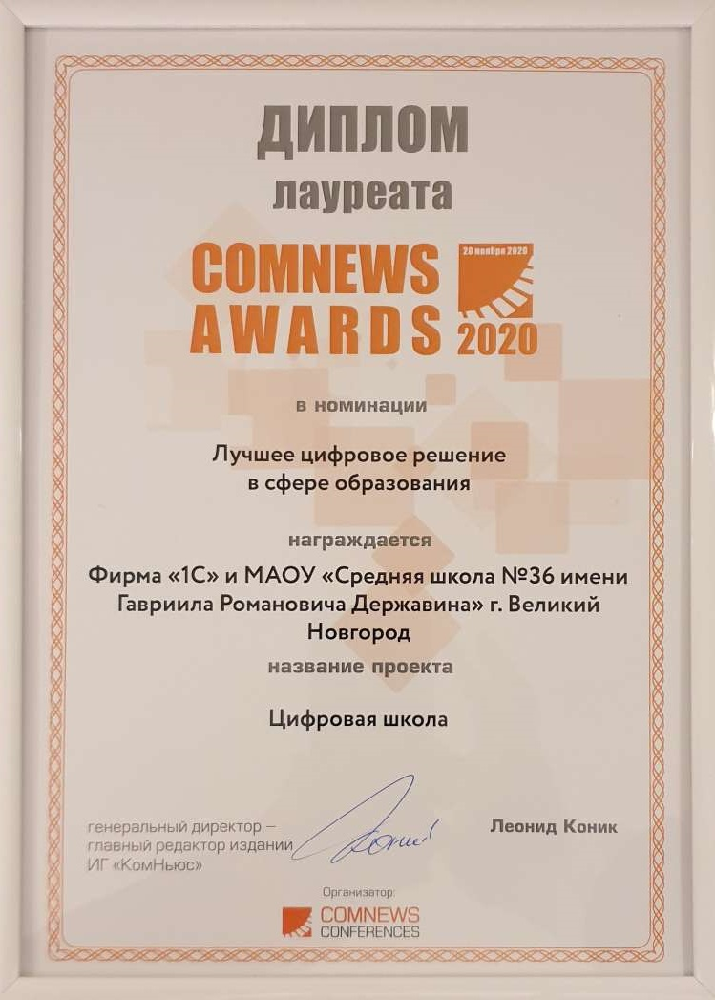 ДИПЛОМ
лауреата
COMNEWS
AWARDS
20 ноября 2020
2020
в номинации
Лучшее цифровое решение
в сфере образования
награждается
Фирма «1С» и МАОУ «Средняя школа №36 имени
Гавриила Романовича Державина» г. Великий
Новгород
название проекта
Цифровая школа
генеральный директор –
главный редактор изданий
ИГ «КомНьюс»
Леонид Коник
Организатор:
COMNEWS
CONFERENCES